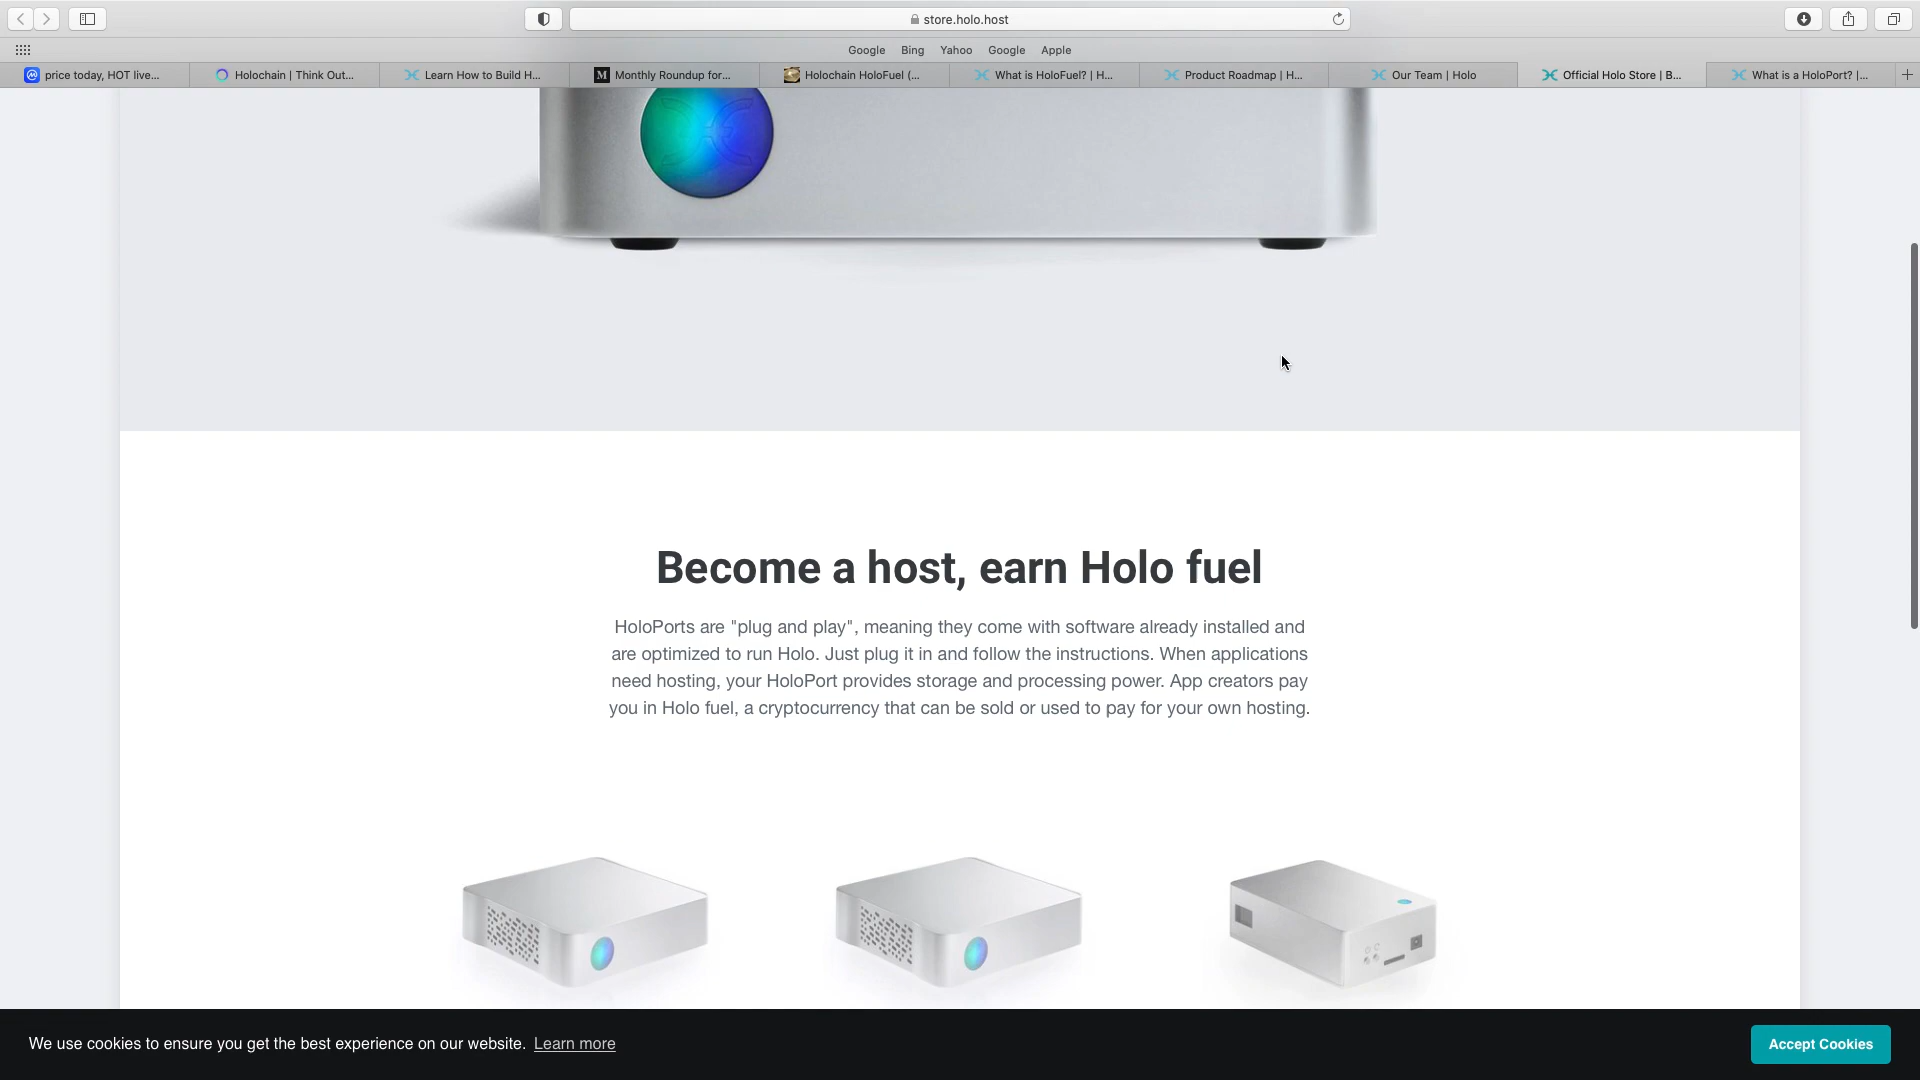 store.holo.host
Google Bing Yahoo Google Apple
price today, HOT live...
Holochain | Think Out...
Learn How to Build H...
M Monthly Roundup for...
Holochain HoloFuel (...
What is HoloFuel? | H...
Product Roadmap | H...
Our Team | Holo
Official Holo Store | B...
What is a HoloPort? |...
Become a host, earn Holo fuel
HoloPorts are "plug and play", meaning they come with software already installed and
are optimized to run Holo. Just plug it in and follow the instructions. When applications
need hosting, your HoloPort provides storage and processing power. App creators pay
you in Holo fuel, a cryptocurrency that can be sold or used to pay for your own hosting.
We use cookies to ensure you get the best experience on our website. Learn more
Accept Cookies